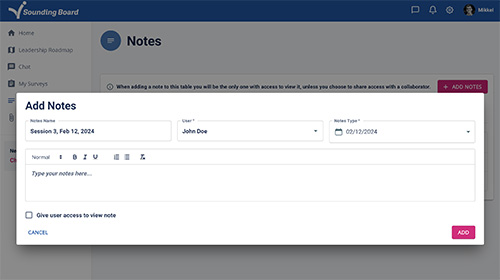 Sounding Board
Mikkel
Home
Leadership Roadmap
Chat
My Surveys
Notes
When adding a note to this table you will be the only one with access to view it, unless you choose to share access with a collaborator.
+ ADD NOTES
Add Notes
Notes Name
Session 3, Feb 12, 2024
User *
John Doe
Notes Type *
02/12/2024
Normal
B I U
Type your notes here...
Give user access to view note
CANCEL
ADD